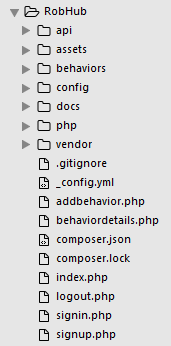 RobHub
api
assets
behaviors
config
docs
php
vendor
.gitignore
_config.yml
addbehavior.php
behaviordetails.php
composer.json
composer.lock
index.php
logout.php
signin.php
signup.php